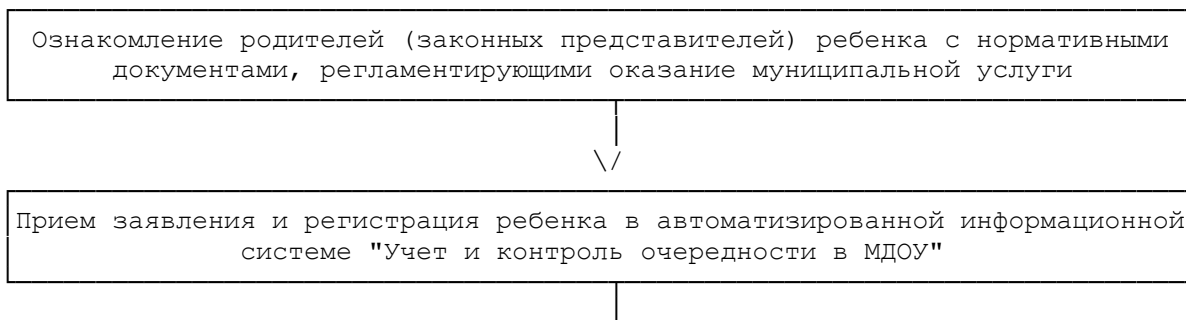 Ознакомление родителей (законных представителей) ребенка с нормативными
документами, регламентирующими оказание муниципальной услуги
\/
Прием заявления и регистрация ребенка в автоматизированной информационной
системе "Учет и контроль очередности в МДОУ"